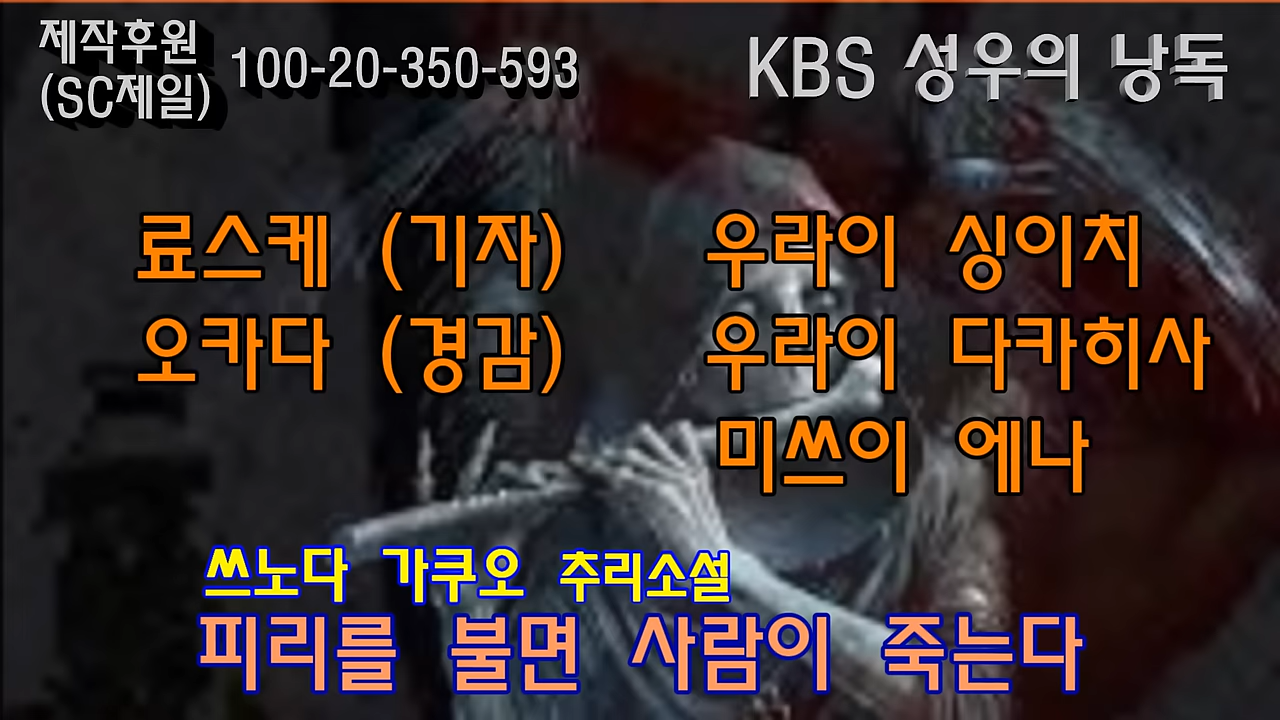 제작후원
(SC제일)
100-20-350-593
KBS 성우의 낭독
료스케 (기자)
오카다 (경감)
우라이 싱이치
우라이 다카히사
미쓰이 에나
쓰노다 가쿠오 추리소설
피리를 불면 사람이 죽는다